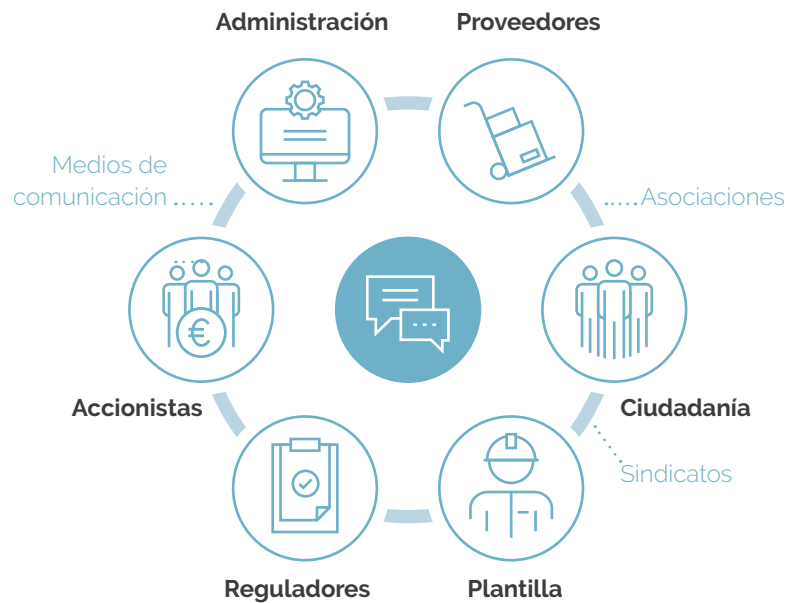 Administración
Proveedores
Medios de
comunicación
Asociaciones
€
Accionistas
Ciudadanía
Sindicatos
Reguladores
Plantilla